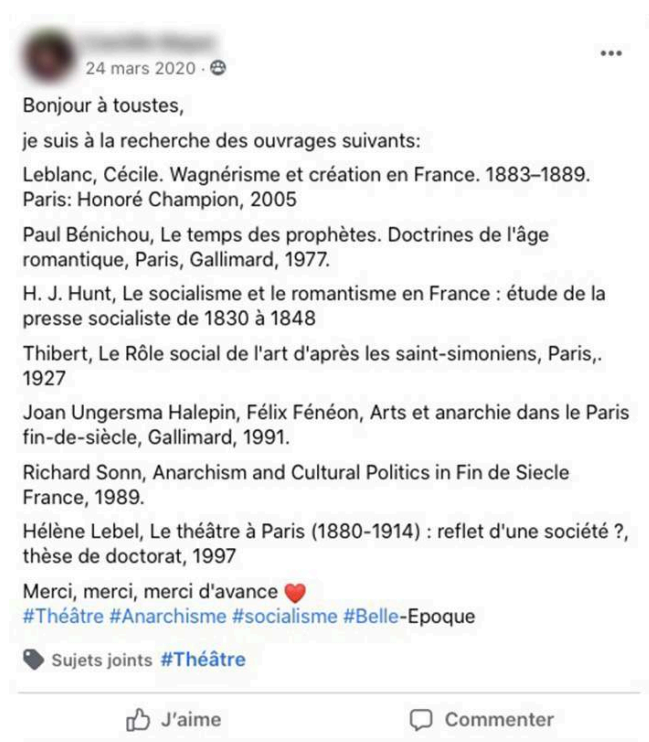 24 mars 2020 ·
Bonjour à toustes,
je suis à la recherche des ouvrages suivants:
Leblanc, Cécile. Wagnérisme et création en France. 1883–1889.
Paris: Honoré Champion, 2005
Paul Bénichou, Le temps des prophètes. Doctrines de l'âge
romantique, Paris, Gallimard, 1977.
H. J. Hunt, Le socialisme et le romantisme en France : étude de la
presse socialiste de 1830 à 1848
Thibert, Le Rôle social de l'art d'après les saint-simoniens, Paris,.
1927
Joan Ungersma Halepin, Félix Fénéon, Arts et anarchie dans le Paris
fin-de-siècle, Gallimard, 1991.
Richard Sonn, Anarchism and Cultural Politics in Fin de Siecle
France, 1989.
Hélène Lebel, Le théâtre à Paris (1880-1914) : reflet d'une société ?,
thèse de doctorat, 1997
Merci, merci, merci d'avance ❤️
#Théâtre #Anarchisme #socialisme #Belle-Epoque
Sujets joints #Théâtre
J'aime
Commenter